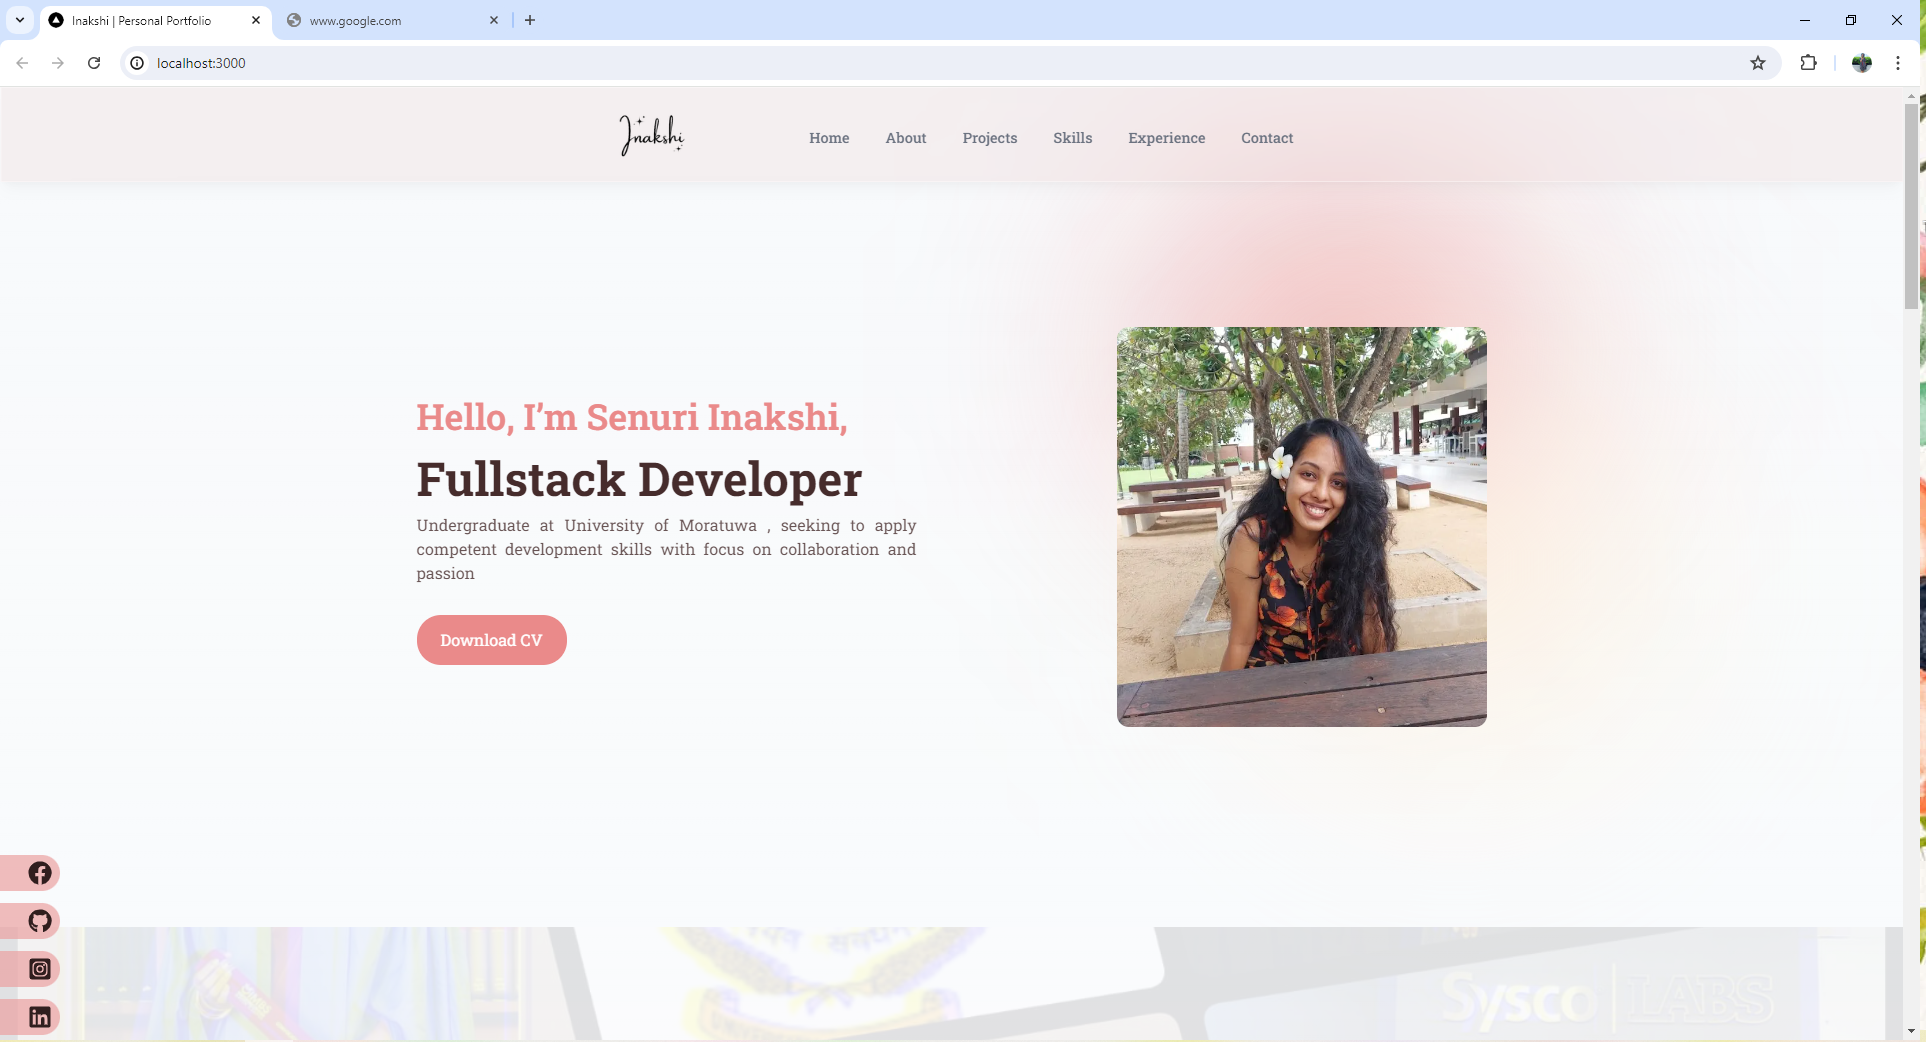 Inakshi | Personal Portfolio
www.google.com
localhost:3000
Inakshi
Home
About
Projects
Skills
Experience
Contact
Hello, I’m Senuri Inakshi,
Fullstack Developer
Undergraduate at University of Moratuwa , seeking to apply
competent development skills with focus on collaboration and
passion
Download CV
Sysco | LABS